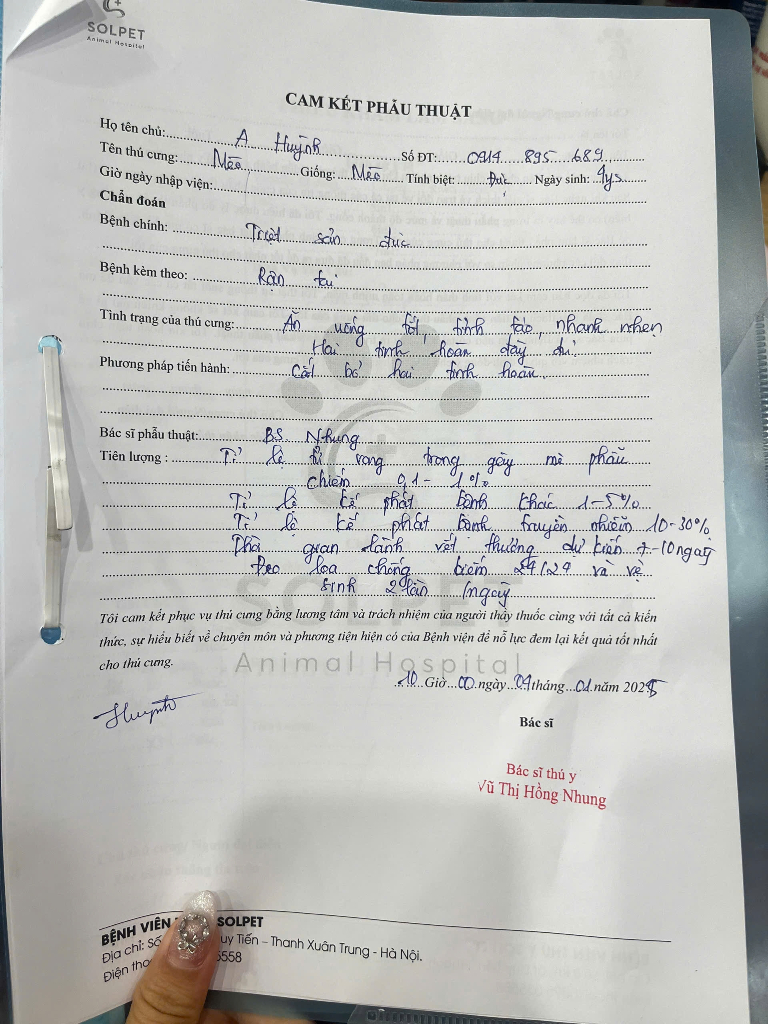 SOLPET
Animal Hospital
CAM KẾT PHẪU THUẬT
Họ tên chủ: A Huỳnh Số ĐT: 0914 895 689
Tên thú cưng: Mèo Giống: Mèo Tính biệt: Đực Ngày sinh: 4ys
Giờ ngày nhập viện:
Chẩn đoán
Bệnh chính: Triệt sản đực
Bệnh kèm theo: Rận tai
Tình trạng của thú cưng: Ăn uống tốt, tỉnh táo, nhanh nhẹn
Hai tinh hoàn đầy đủ
Phương pháp tiến hành: Cắt bỏ hai tinh hoàn
Bác sĩ phẫu thuật: BS Nhung
Tiên lượng : Tỉ lệ tử vong trong gây mê phẫu
chiếm 0,1 - 1%
Tỉ lệ kế phát bệnh khác 1-5%
Tỉ lệ kế phát bệnh truyền nhiễm 10-30%
Thời gian lành vết thương dự kiến 7-10 ngày
Đeo loa chống liếm 24/24 và vệ
sinh 2 lần /ngày
Tôi cam kết phục vụ thú cưng bằng lương tâm và trách nhiệm của người thầy thuốc cùng với tất cả kiến
thức, sự hiểu biết về chuyên môn và phương tiện hiện có của Bệnh viện để nỗ lực đem lại kết quả tốt nhất
cho thú cưng.
SOLPET
Animal Hospital
10 Giờ 00 ngày 04 tháng 01 năm 2025
Huỳnh
Bác sĩ
Bác sĩ thú y
Vũ Thị Hồng Nhung
BỆNH VIỆN SOLPET
Địa chỉ: Số uy Tiến – Thanh Xuân Trung - Hà Nội.
Điện tho 5558